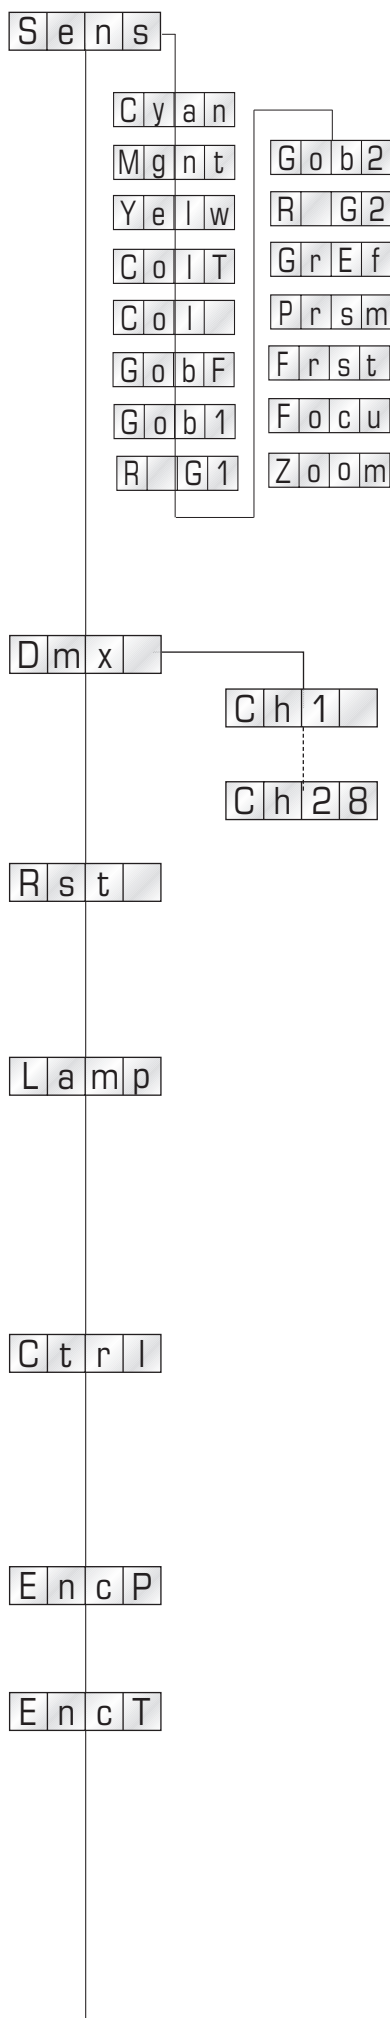 Sens
Cyan
Mgnt
Yelw
ColT
Col
GobF
Gob1
R G1
Gob2
R G2
GrEf
Prsm
Frst
Focu
Zoom
Dmx
Ch1
Ch28
Rst
Lamp
Ctrl
EncP
EncT